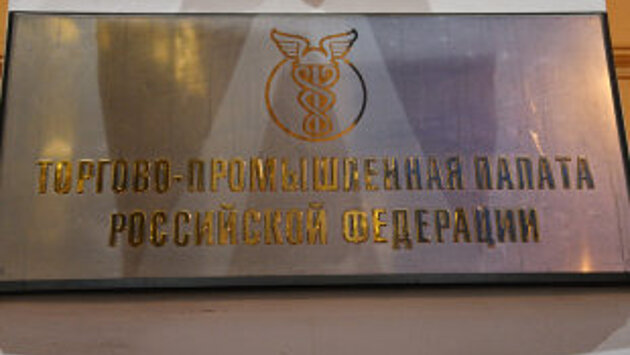 ТОРГОВО-ПРОМЫШЛЕННАЯ ПАЛАТА
РОССИЙСКОЙ ФЕДЕРАЦИИ